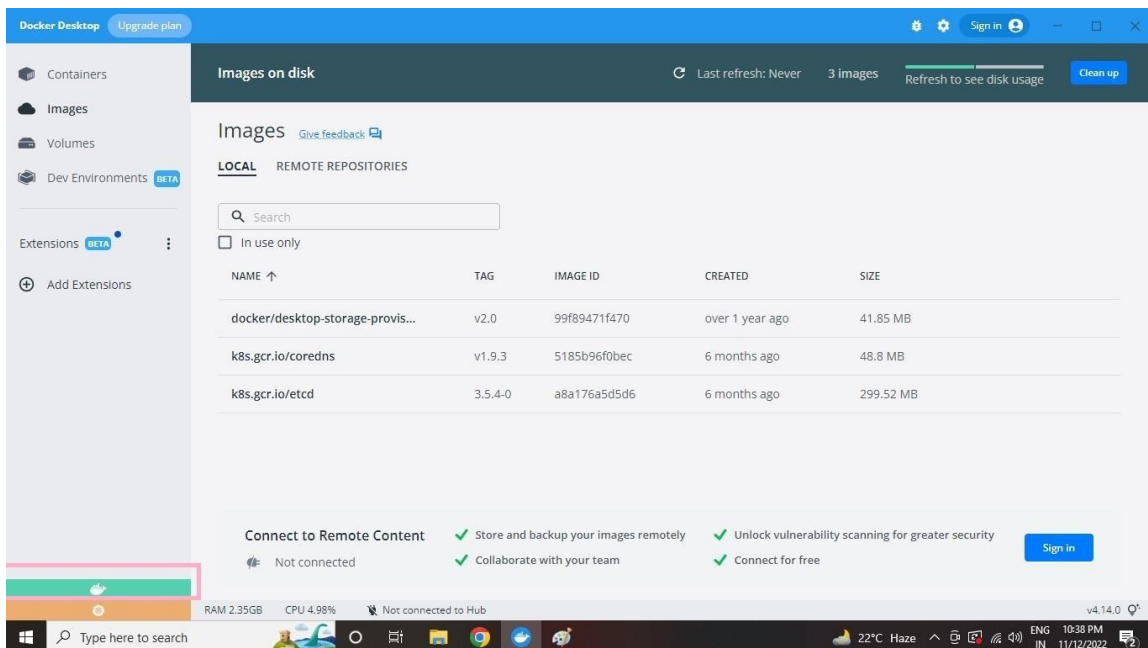 Docker Desktop Upgrade plan Sign in
Containers
Images
Volumes
Dev Environments BETA
Extensions BETA
Add Extensions
Images on disk Last refresh: Never 3 images Refresh to see disk usage Clean up
Images Give feedback
LOCAL REMOTE REPOSITORIES
Search
In use only
NAME TAG IMAGE ID CREATED SIZE
docker/desktop-storage-provis... v2.0 99f89471f470 over 1 year ago 41.85 MB
k8s.gcr.io/coredns v1.9.3 5185b96f0bec 6 months ago 48.8 MB
k8s.gcr.io/etcd 3.5.4-0 a8a176a5d5d6 6 months ago 299.52 MB
Connect to Remote Content
Not connected
Store and backup your images remotely
Collaborate with your team
Unlock vulnerability scanning for greater security
Connect for free
Sign in
RAM 2.35GB CPU 4.98% Not connected to Hub v4.14.0
Type here to search 22°C Haze ENG 10:38 PM
IN 11/12/2022 2